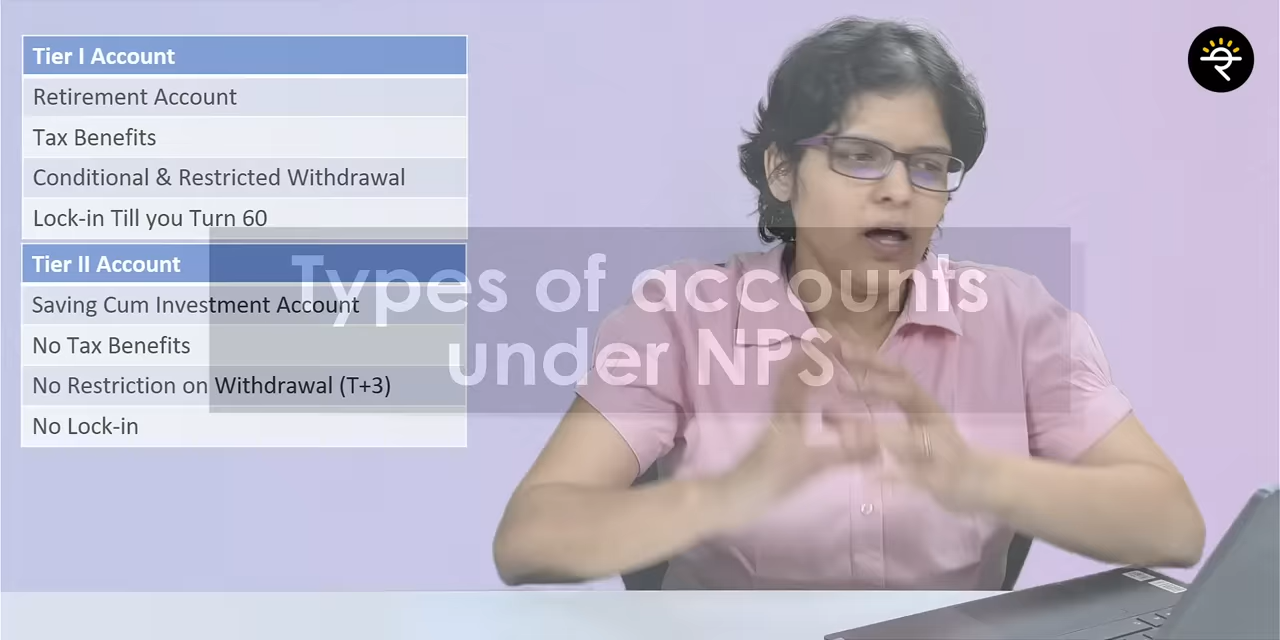 Tier I Account
Retirement Account
Tax Benefits
Conditional & Restricted Withdrawal
Lock-in Till you Turn 60
Tier II Account
Saving Cum Investment Account
No Tax Benefits
No Restriction on Withdrawal (T+3)
No Lock-in
Types of accounts
under NPS